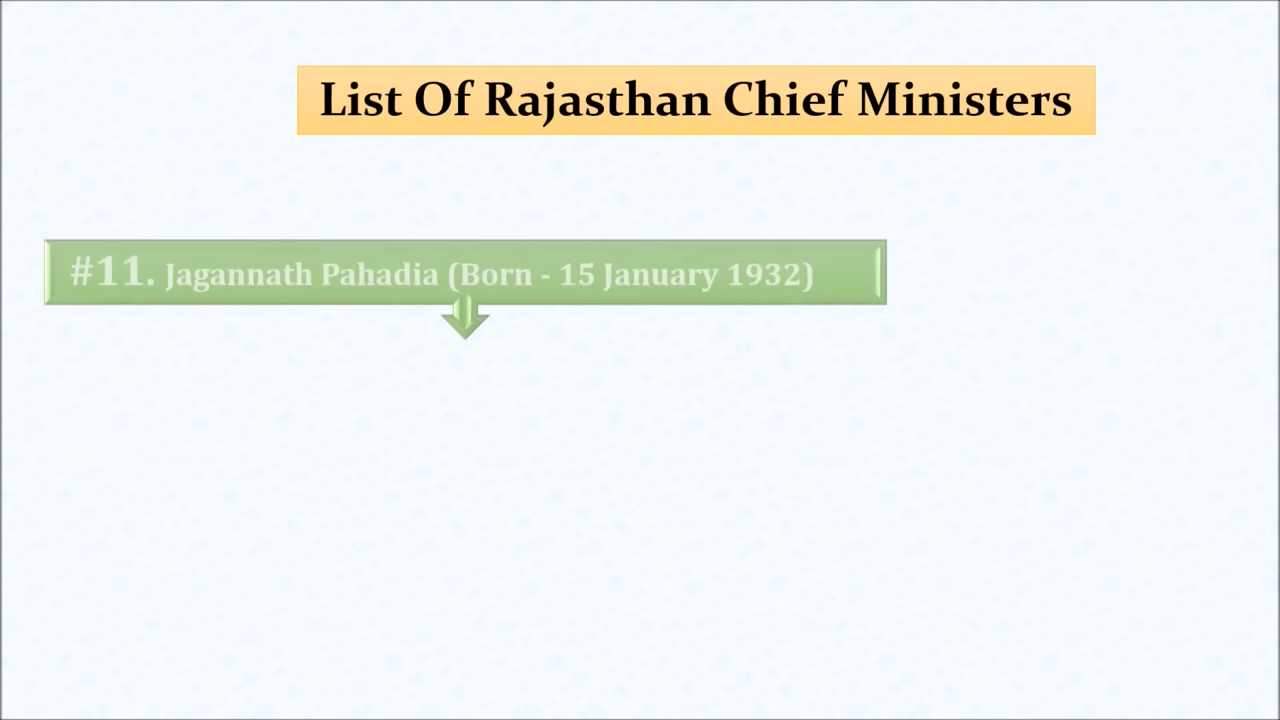 List Of Rajasthan Chief Ministers
#11. Jagannath Pahadia (Born - 15 January 1932)